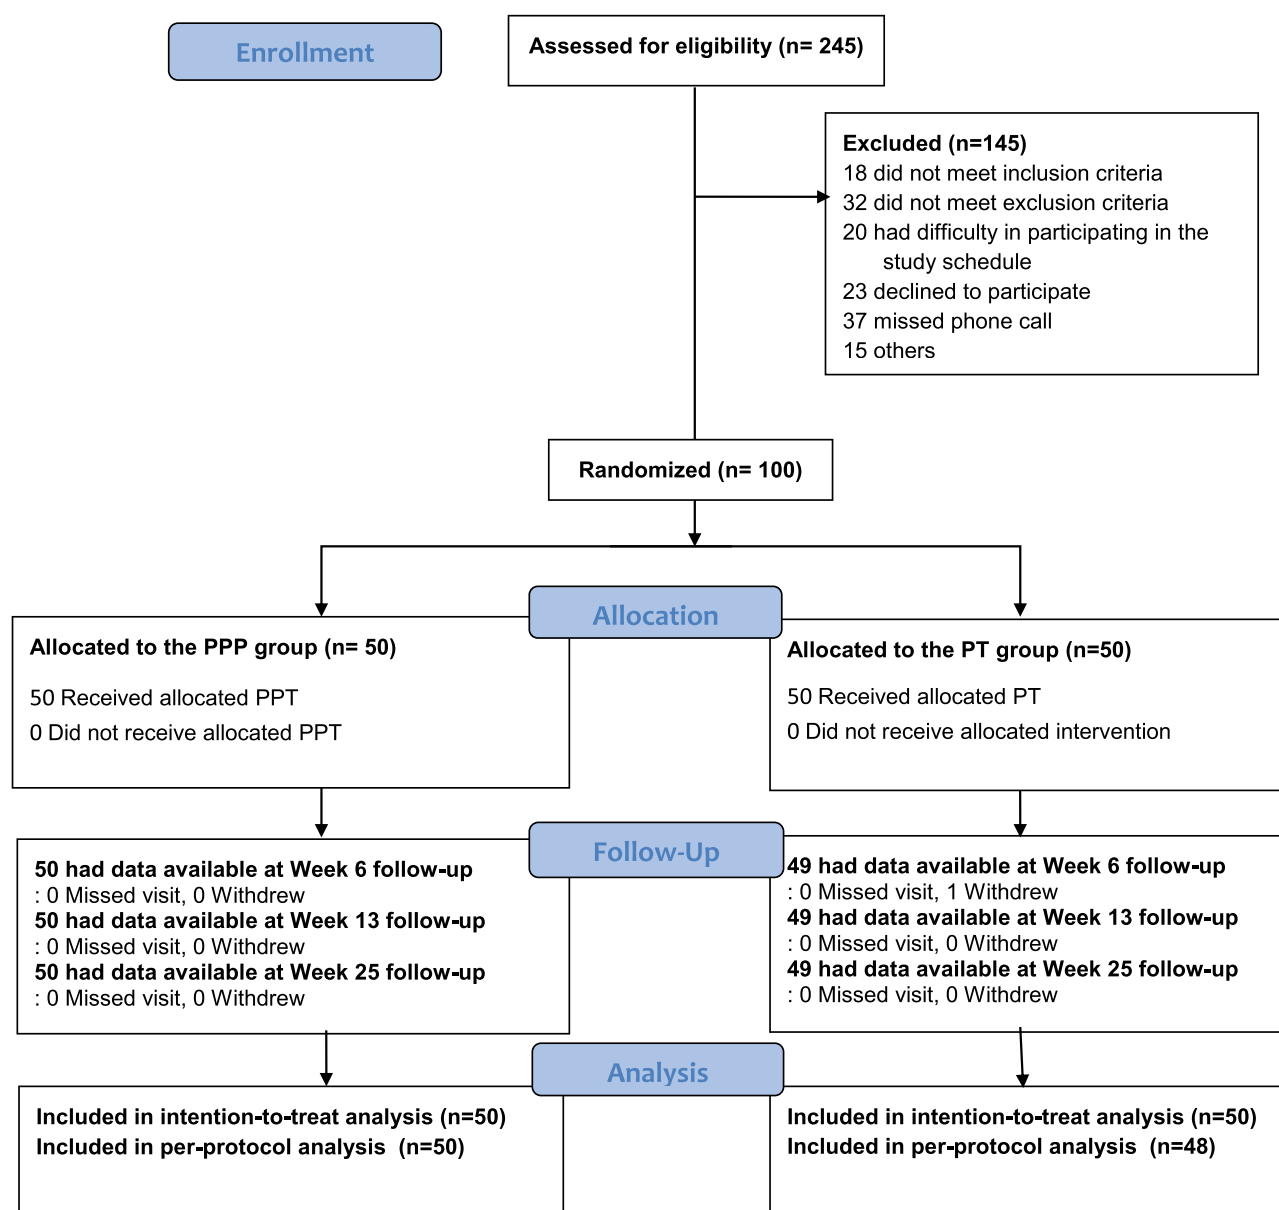 Enrollment
Assessed for eligibility (n= 245)
Excluded (n=145)
18 did not meet inclusion criteria
32 did not meet exclusion criteria
20 had difficulty in participating in the
study schedule
23 declined to participate
37 missed phone call
15 others
Randomized (n= 100)
Allocation
Allocated to the PPP group (n= 50)
50 Received allocated PPT
0 Did not receive allocated PPT
Allocated to the PT group (n=50)
50 Received allocated PT
0 Did not receive allocated intervention
Follow-Up
50 had data available at Week 6 follow-up
: 0 Missed visit, 0 Withdrew
50 had data available at Week 13 follow-up
: 0 Missed visit, 0 Withdrew
50 had data available at Week 25 follow-up
: 0 Missed visit, 0 Withdrew
49 had data available at Week 6 follow-up
: 0 Missed visit, 1 Withdrew
49 had data available at Week 13 follow-up
: 0 Missed visit, 0 Withdrew
49 had data available at Week 25 follow-up
: 0 Missed visit, 0 Withdrew
Analysis
Included in intention-to-treat analysis (n=50)
Included in per-protocol analysis (n=50)
Included in intention-to-treat analysis (n=50)
Included in per-protocol analysis (n=48)